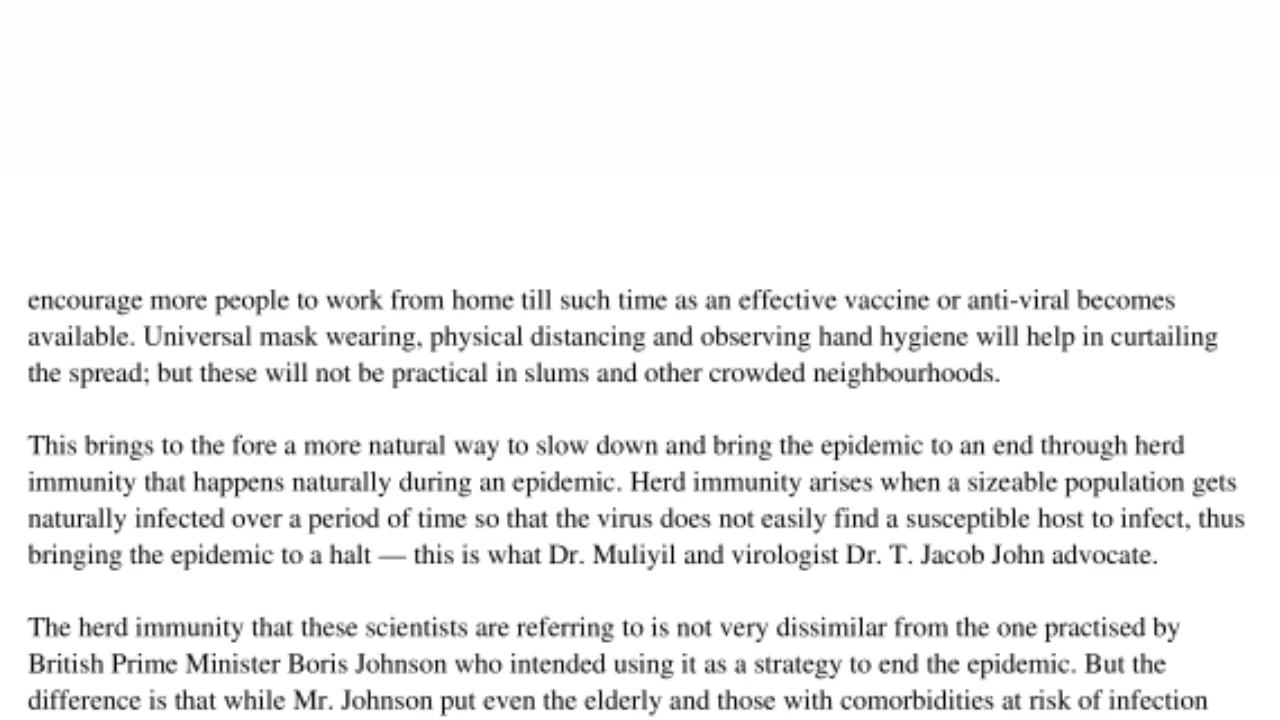 encourage more people to work from home till such time as an effective vaccine or anti-viral becomes
available. Universal mask wearing, physical distancing and observing hand hygiene will help in curtailing
the spread; but these will not be practical in slums and other crowded neighbourhoods.
This brings to the fore a more natural way to slow down and bring the epidemic to an end through herd
immunity that happens naturally during an epidemic. Herd immunity arises when a sizeable population gets
naturally infected over a period of time so that the virus does not easily find a susceptible host to infect, thus
bringing the epidemic to a halt — this is what Dr. Muliyil and virologist Dr. T. Jacob John advocate.
The herd immunity that these scientists are referring to is not very dissimilar from the one practised by
British Prime Minister Boris Johnson who intended using it as a strategy to end the epidemic. But the
difference is that while Mr. Johnson put even the elderly and those with comorbidities at risk of infection